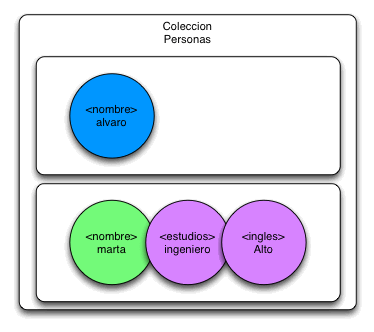 Coleccion
Personas
<nombre>
alvaro
<nombre>
marta
<estudios>
ingeniero
<ingles>
Alto